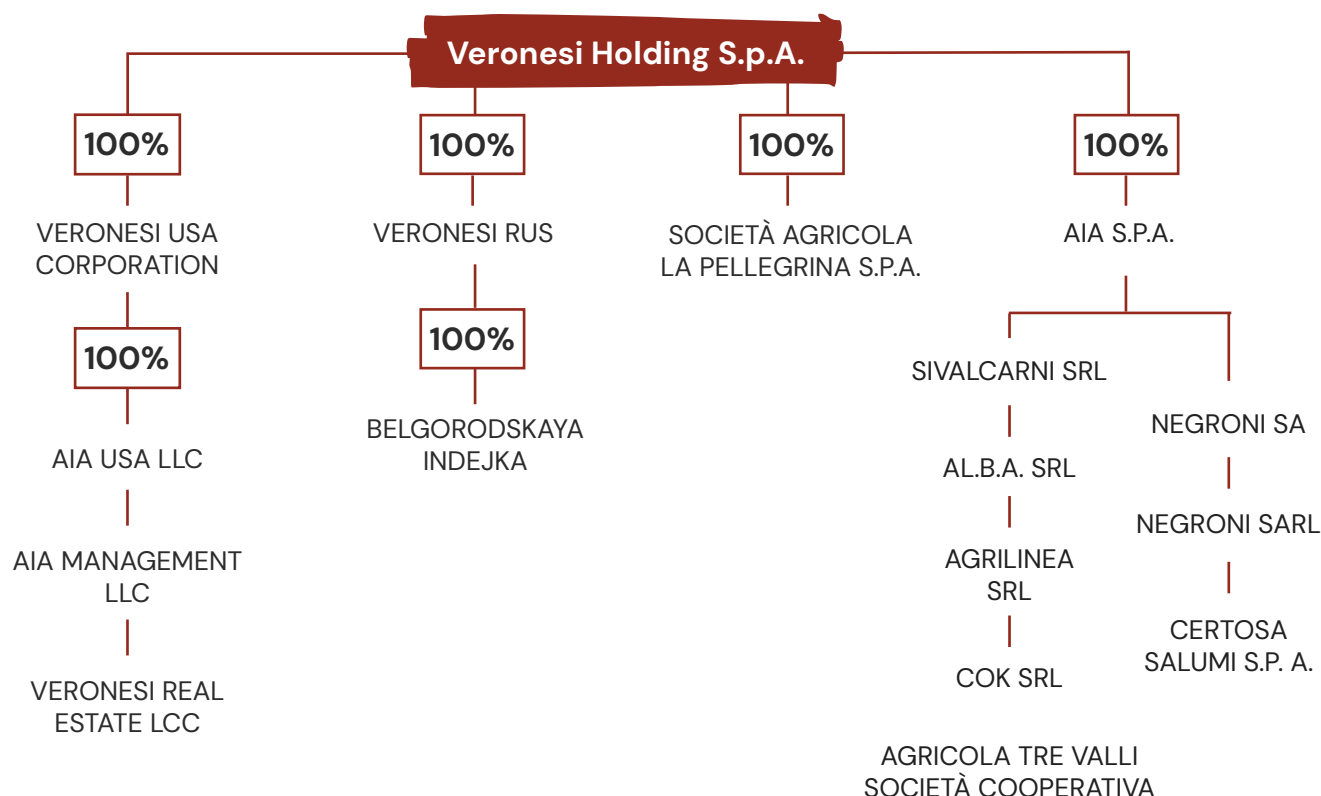 Veronesi Holding S.p.A.
100%
100%
100%
100%
VERONESI USA
CORPORATION
VERONESI RUS
SOCIETÀ AGRICOLA
LA PELLEGRINA S.P.A.
AIA S.P.A.
100%
100%
SIVALCARNI SRL
BELGORODSKAYA
INDEJKA
NEGRONI SA
AIA USA LLC
AL.B.A. SRL
NEGRONI SARL
AIA MANAGEMENT
LLC
AGRILINEA
SRL
CERTOSA
SALUMI S.P. A.
COK SRL
VERONESI REAL
ESTATE LCC
AGRICOLA TRE VALLI
SOCIETÀ COOPERATIVA